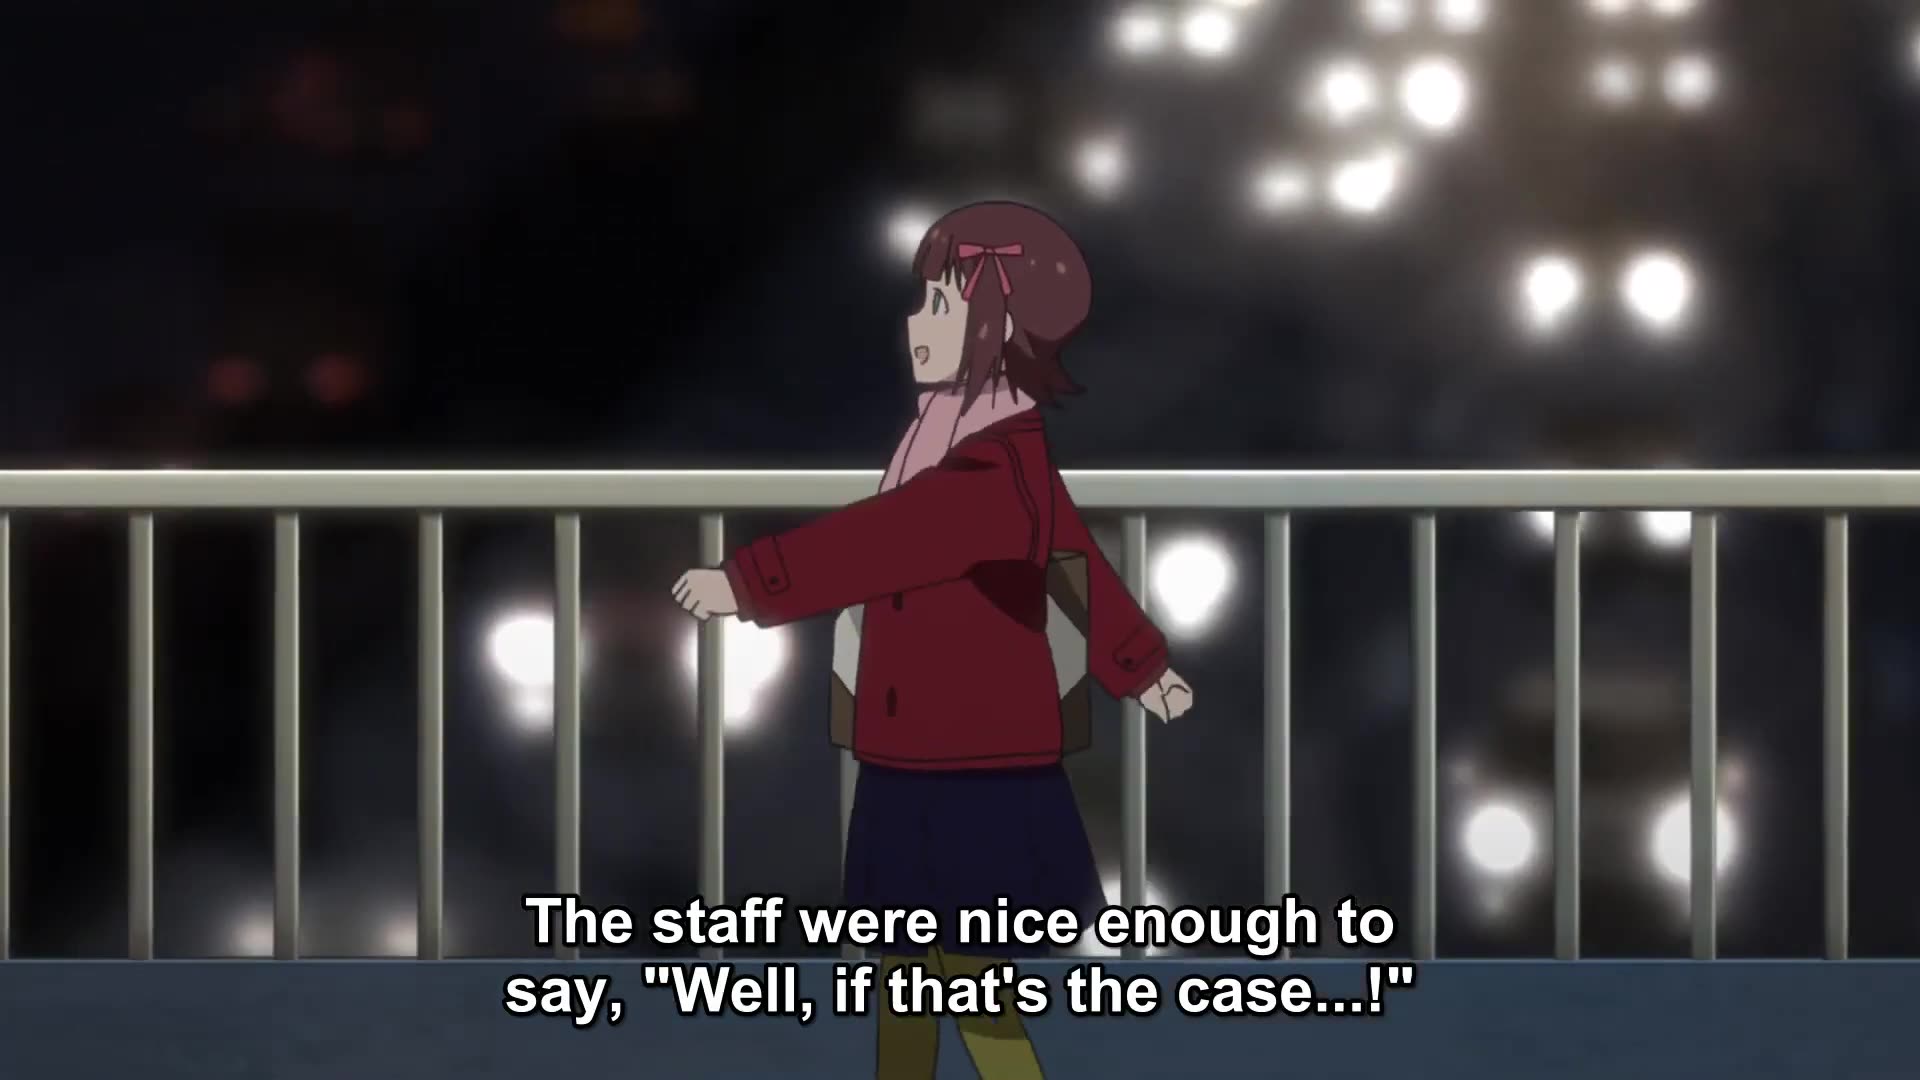 The staff were nice enough to
say, "Well, if that's the case...!"